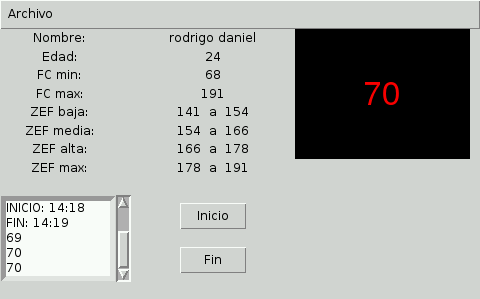 Archivo
Nombre: rodrigo daniel
Edad: 24
FC min: 68
FC max: 191
ZEF baja: 141 a 154
ZEF media: 154 a 166
ZEF alta: 166 a 178
ZEF max: 178 a 191
70
INICIO: 14:18
FIN: 14:19
69
70
70
Inicio
Fin